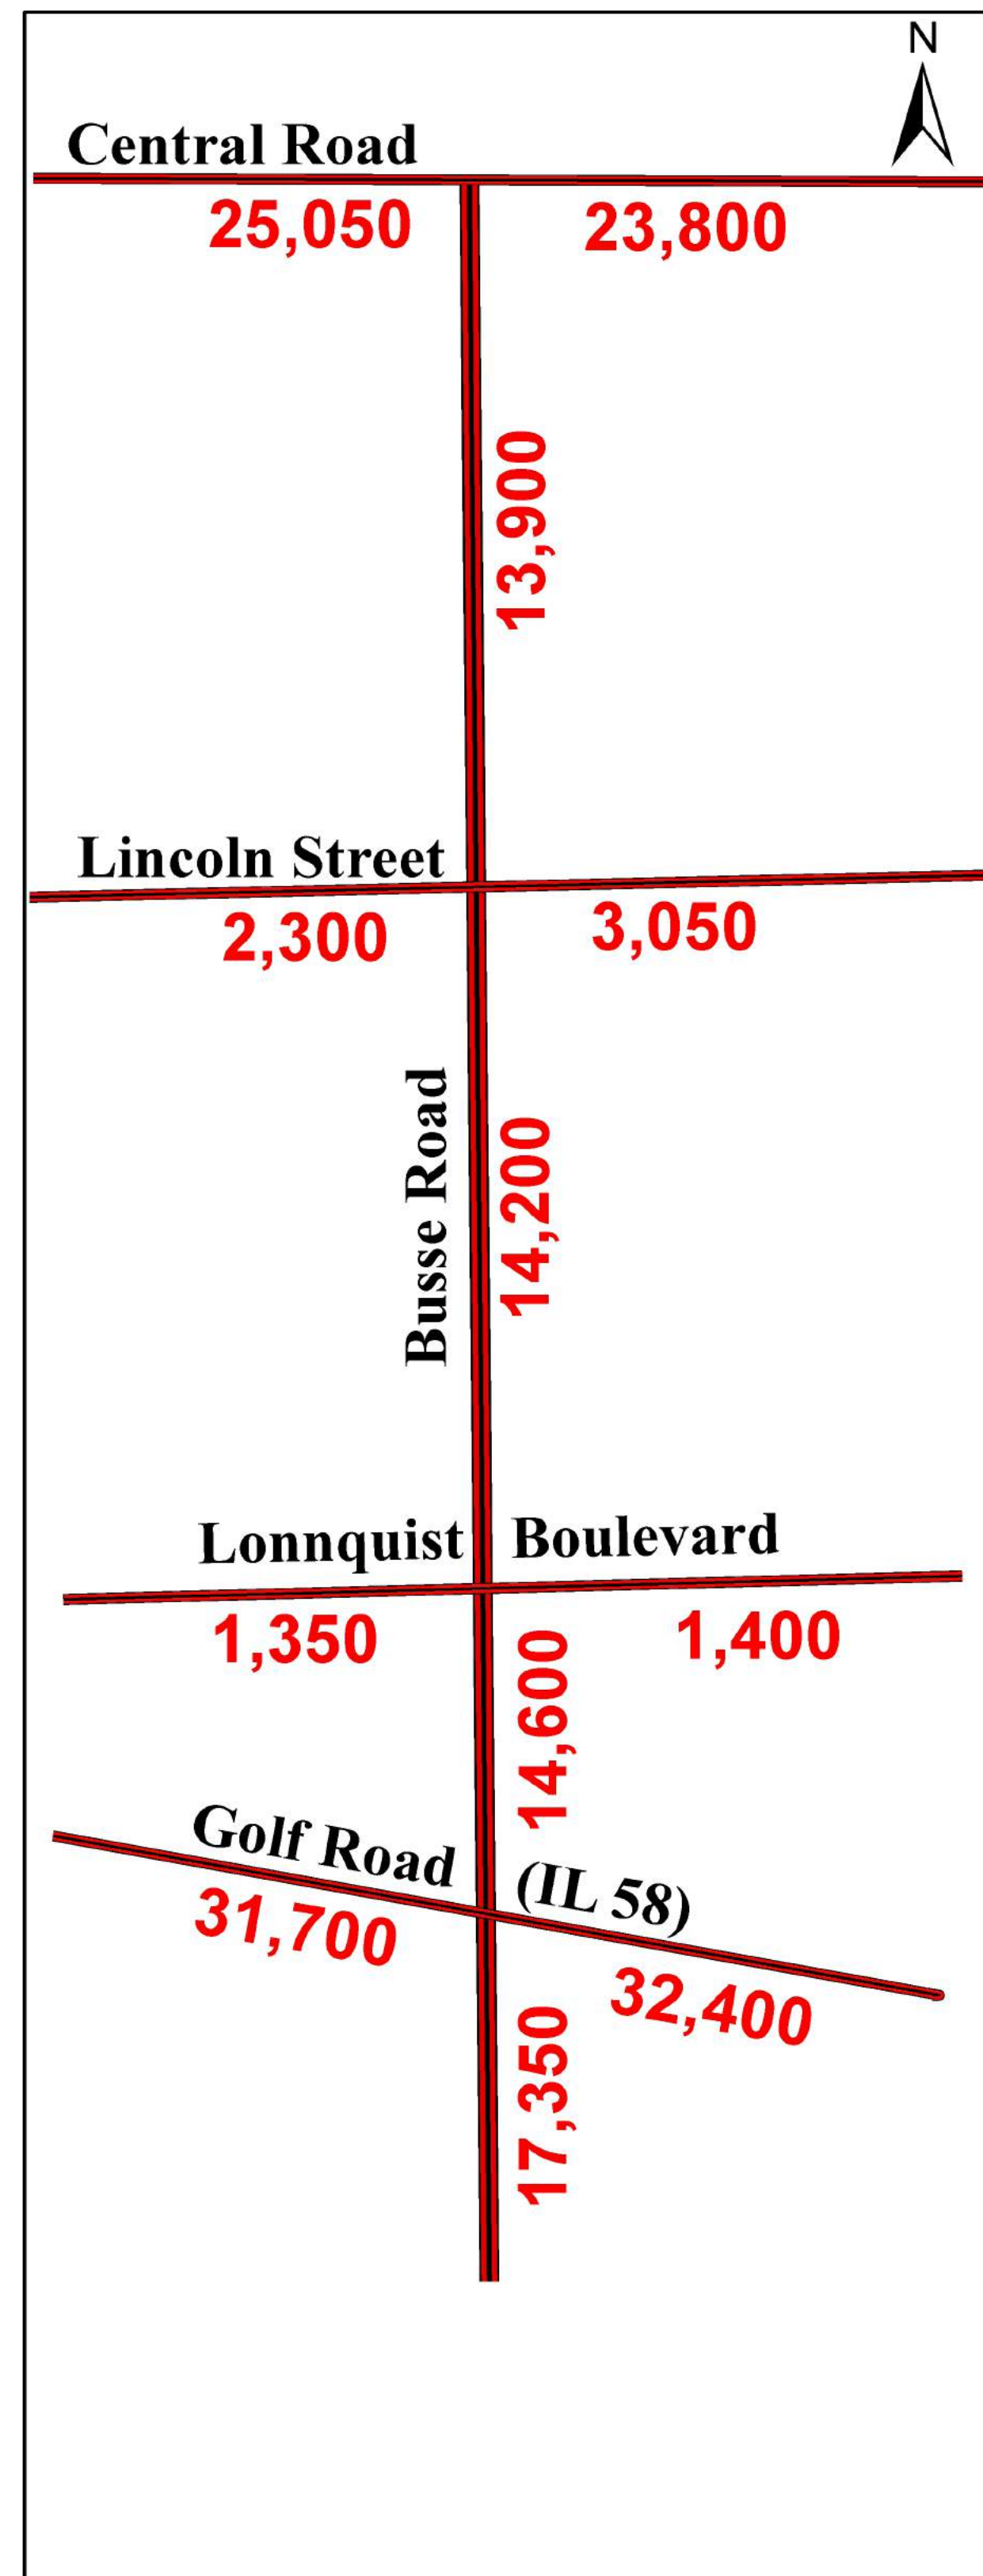 N
Central Road
25,050
23,800
13,900
Lincoln Street
2,300
3,050
Busse Road
14,200
Lonnquist Boulevard
1,350
1,400
14,600
Golf Road (IL 58)
31,700
32,400
17,350